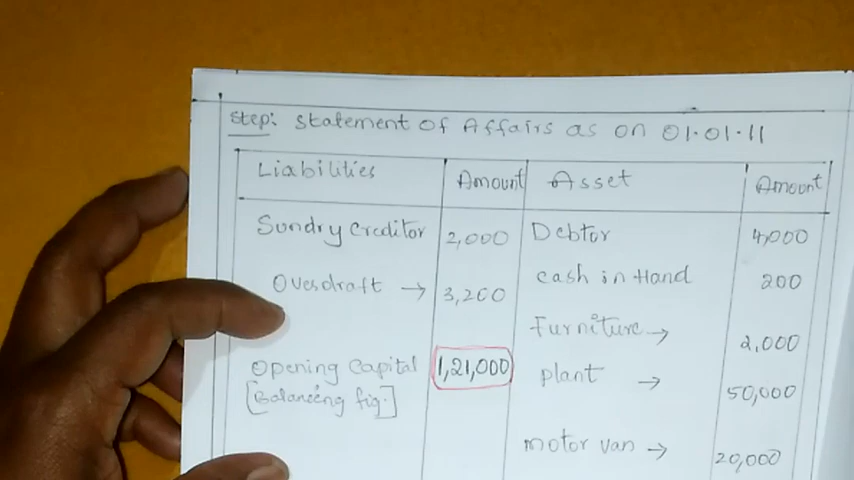 Step: Statement of Affairs as on 01.01.11
Liabilities Amount Asset Amount
Sundry Creditor 2,000 Debtor 4,000
Overdraft → 3,200 cash in Hand 200
Furniture → 2,000
Opening Capital 1,21,000 plant → 50,000
[Balancing fig.]
motor van → 20,000